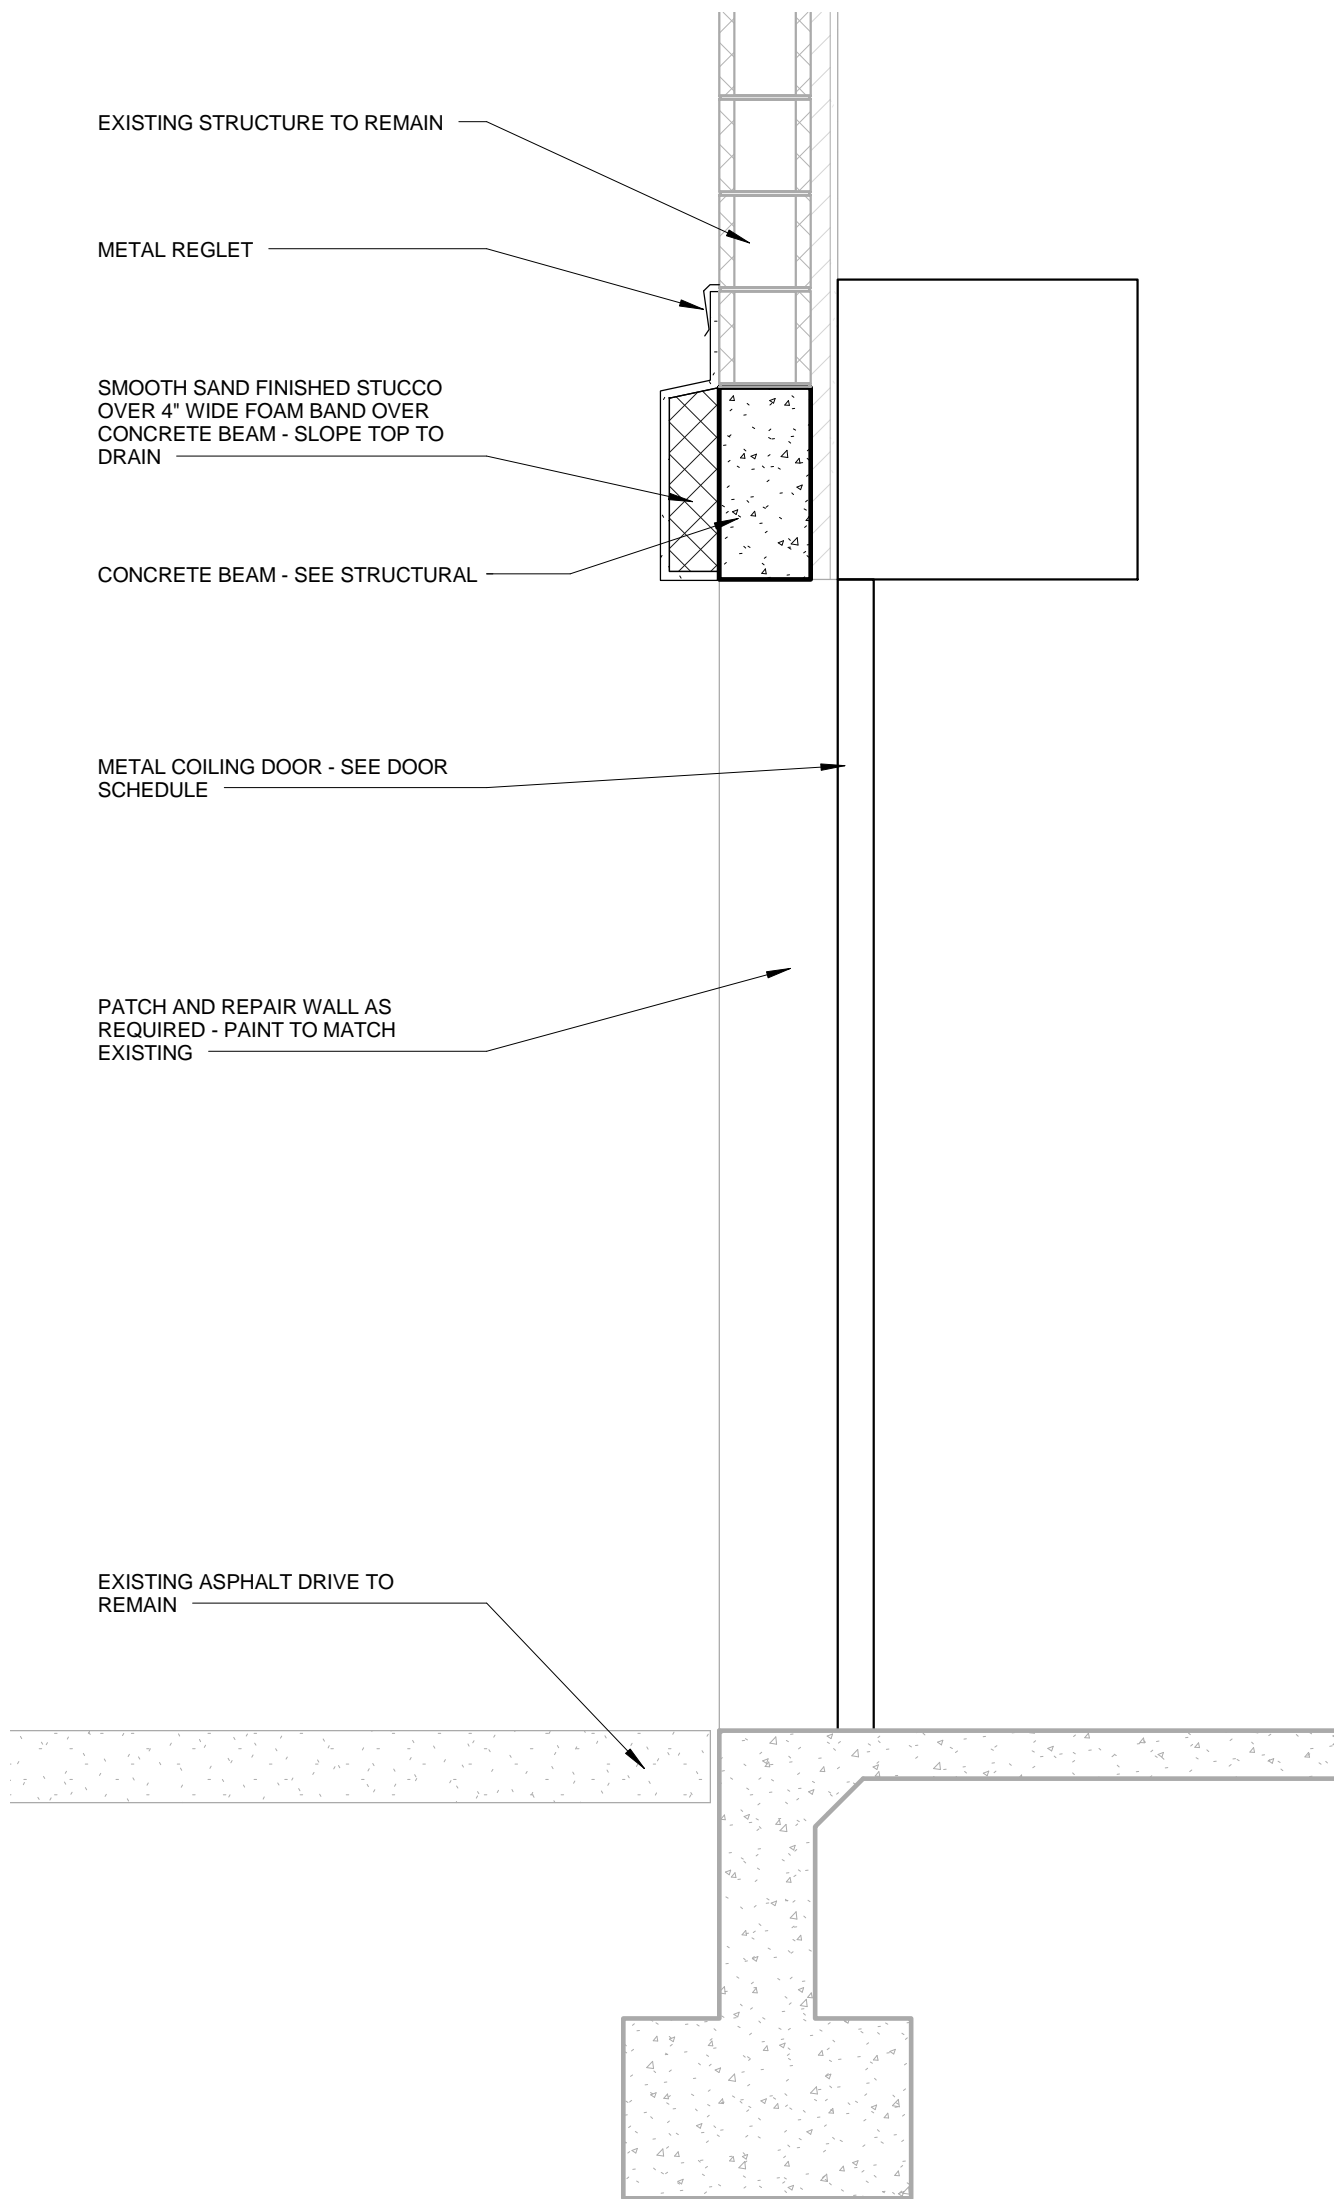 EXISTING STRUCTURE TO REMAIN
METAL REGLET
SMOOTH SAND FINISHED STUCCO
OVER 4" WIDE FOAM BAND OVER
CONCRETE BEAM - SLOPE TOP TO
DRAIN
CONCRETE BEAM - SEE STRUCTURAL
METAL COILING DOOR - SEE DOOR
SCHEDULE
PATCH AND REPAIR WALL AS
REQUIRED - PAINT TO MATCH
EXISTING
EXISTING ASPHALT DRIVE TO
REMAIN